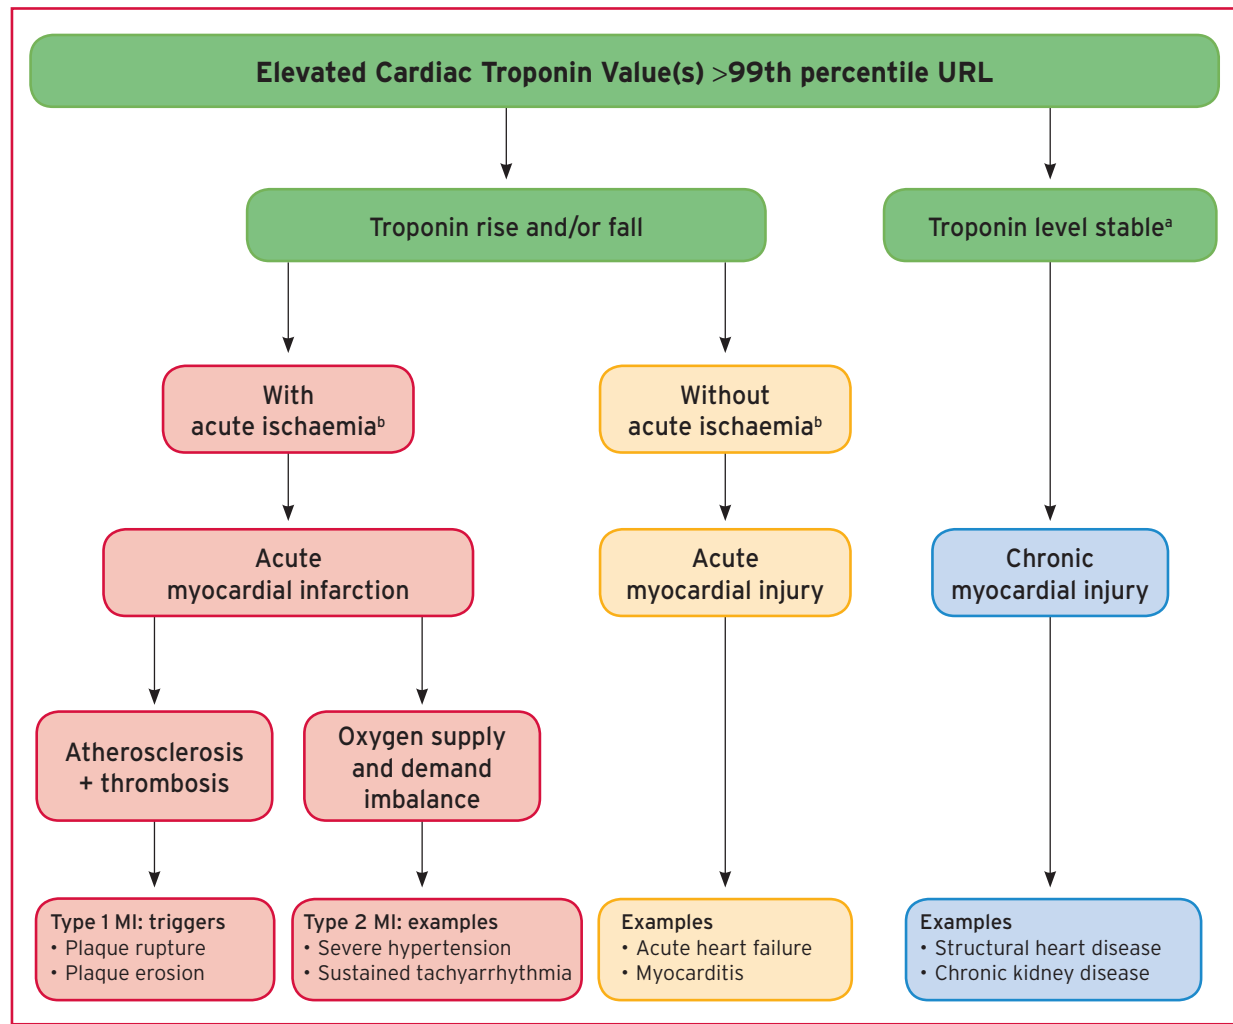 Elevated Cardiac Troponin Value(s) >99th percentile URL
Troponin rise and/or fall
Troponin level stableᵃ
With
acute ischaemiaᵇ
Without
acute ischaemiaᵇ
Acute
myocardial infarction
Acute
myocardial injury
Chronic
myocardial injury
Atherosclerosis
+ thrombosis
Oxygen supply
and demand
imbalance
Type 1 MI: triggers
• Plaque rupture
• Plaque erosion
Type 2 MI: examples
• Severe hypertension
• Sustained tachyarrhythmia
Examples
• Acute heart failure
• Myocarditis
Examples
• Structural heart disease
• Chronic kidney disease